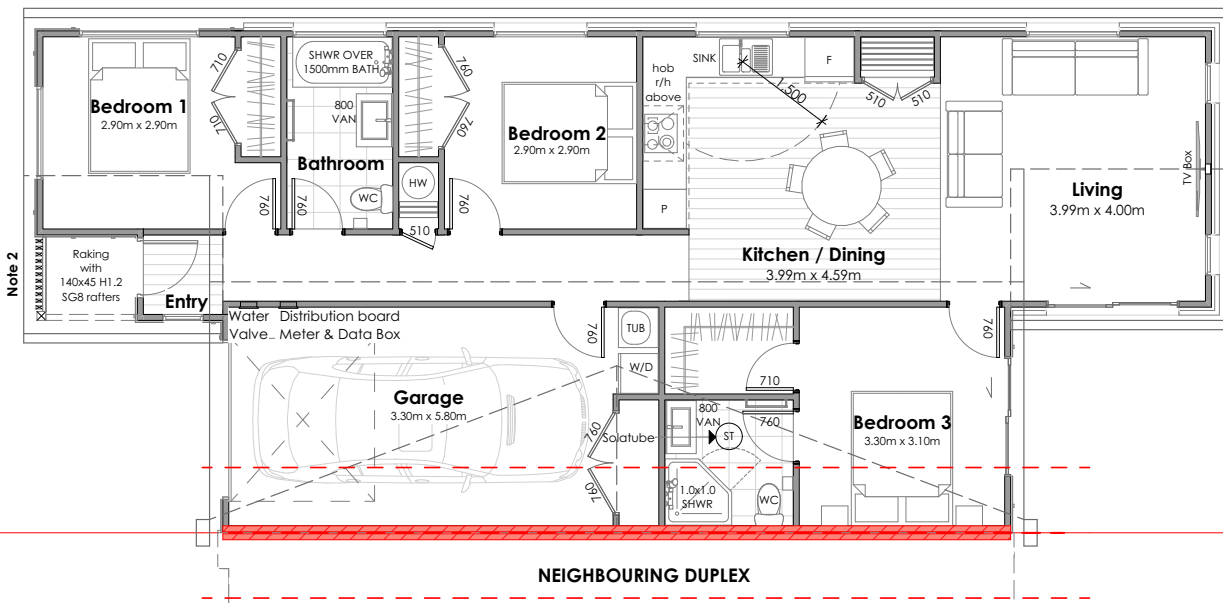 SHWR OVER
1500mm BATH
710
710
Bedroom 1
2.90m x 2.90m
800
VAN
Bathroom
WC
760
760
760
760
HW
510
760
Bedroom 2
2.90m x 2.90m
SINK
hob
r/h
above
P
F
1,500
510
510
Kitchen / Dining
3.99m x 4.59m
Living
3.99m x 4.00m
TV Box
Note 2
Raking
with
140x45 H1.2
SG8 rafters
Entry
Water
Valve
Distribution board
Meter & Data Box
760
TUB
W/D
Garage
3.30m x 5.80m
760
760
Solatube
710
800
VAN
760
ST
1.0x1.0
SHWR
WC
760
Bedroom 3
3.30m x 3.10m
NEIGHBOURING DUPLEX